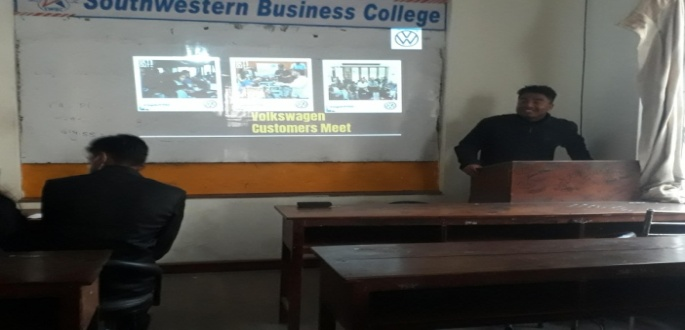 Southwestern Business College
Volkswagen
Customers Meet